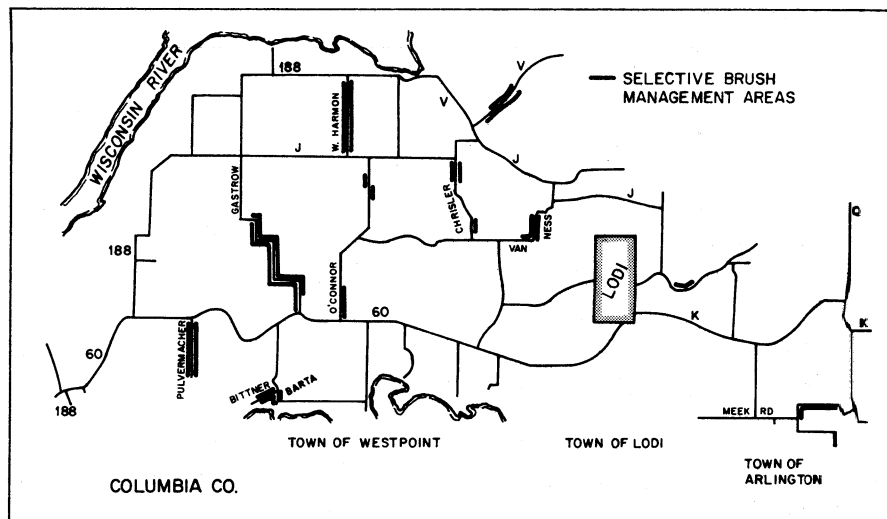 WISCONSIN RIVER
188
V
V
SELECTIVE BRUSH
MANAGEMENT AREAS
W. HARMON
J
J
J
GASTROW
CHRISLER
VAN
NESS
Q
188
O'CONNOR
LODI
60
K
K
60
188
PULVERMACHER
BITTNER
BARTA
MEEK RD
TOWN OF WESTPOINT
TOWN OF LODI
TOWN OF
ARLINGTON
COLUMBIA CO.